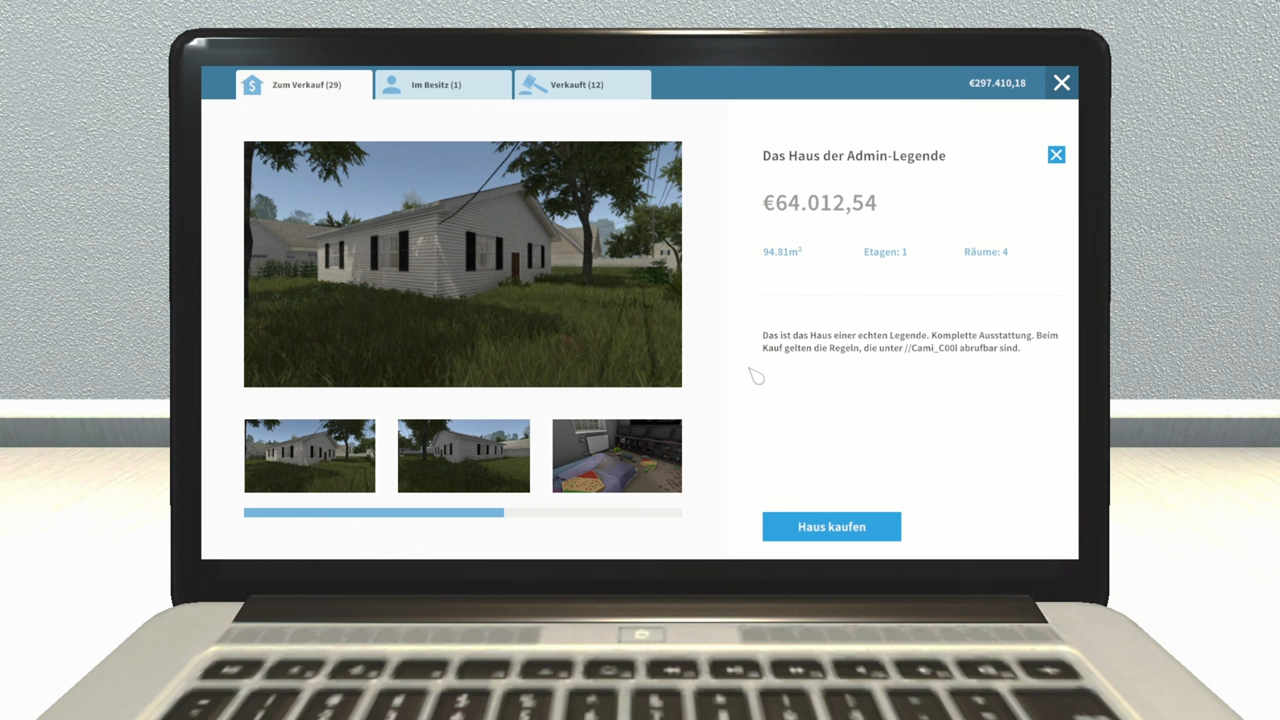 Zum Verkauf (29)
Im Besitz (1)
Verkauft (12)
€297.410,18
Das Haus der Admin-Legende
€64.012,54
94.81m²
Etagen: 1
Räume: 4
Das ist das Haus einer echten Legende. Komplette Ausstattung. Beim
Kauf gelten die Regeln, die unter //Cami_C00l abrufbar sind.
Haus kaufen